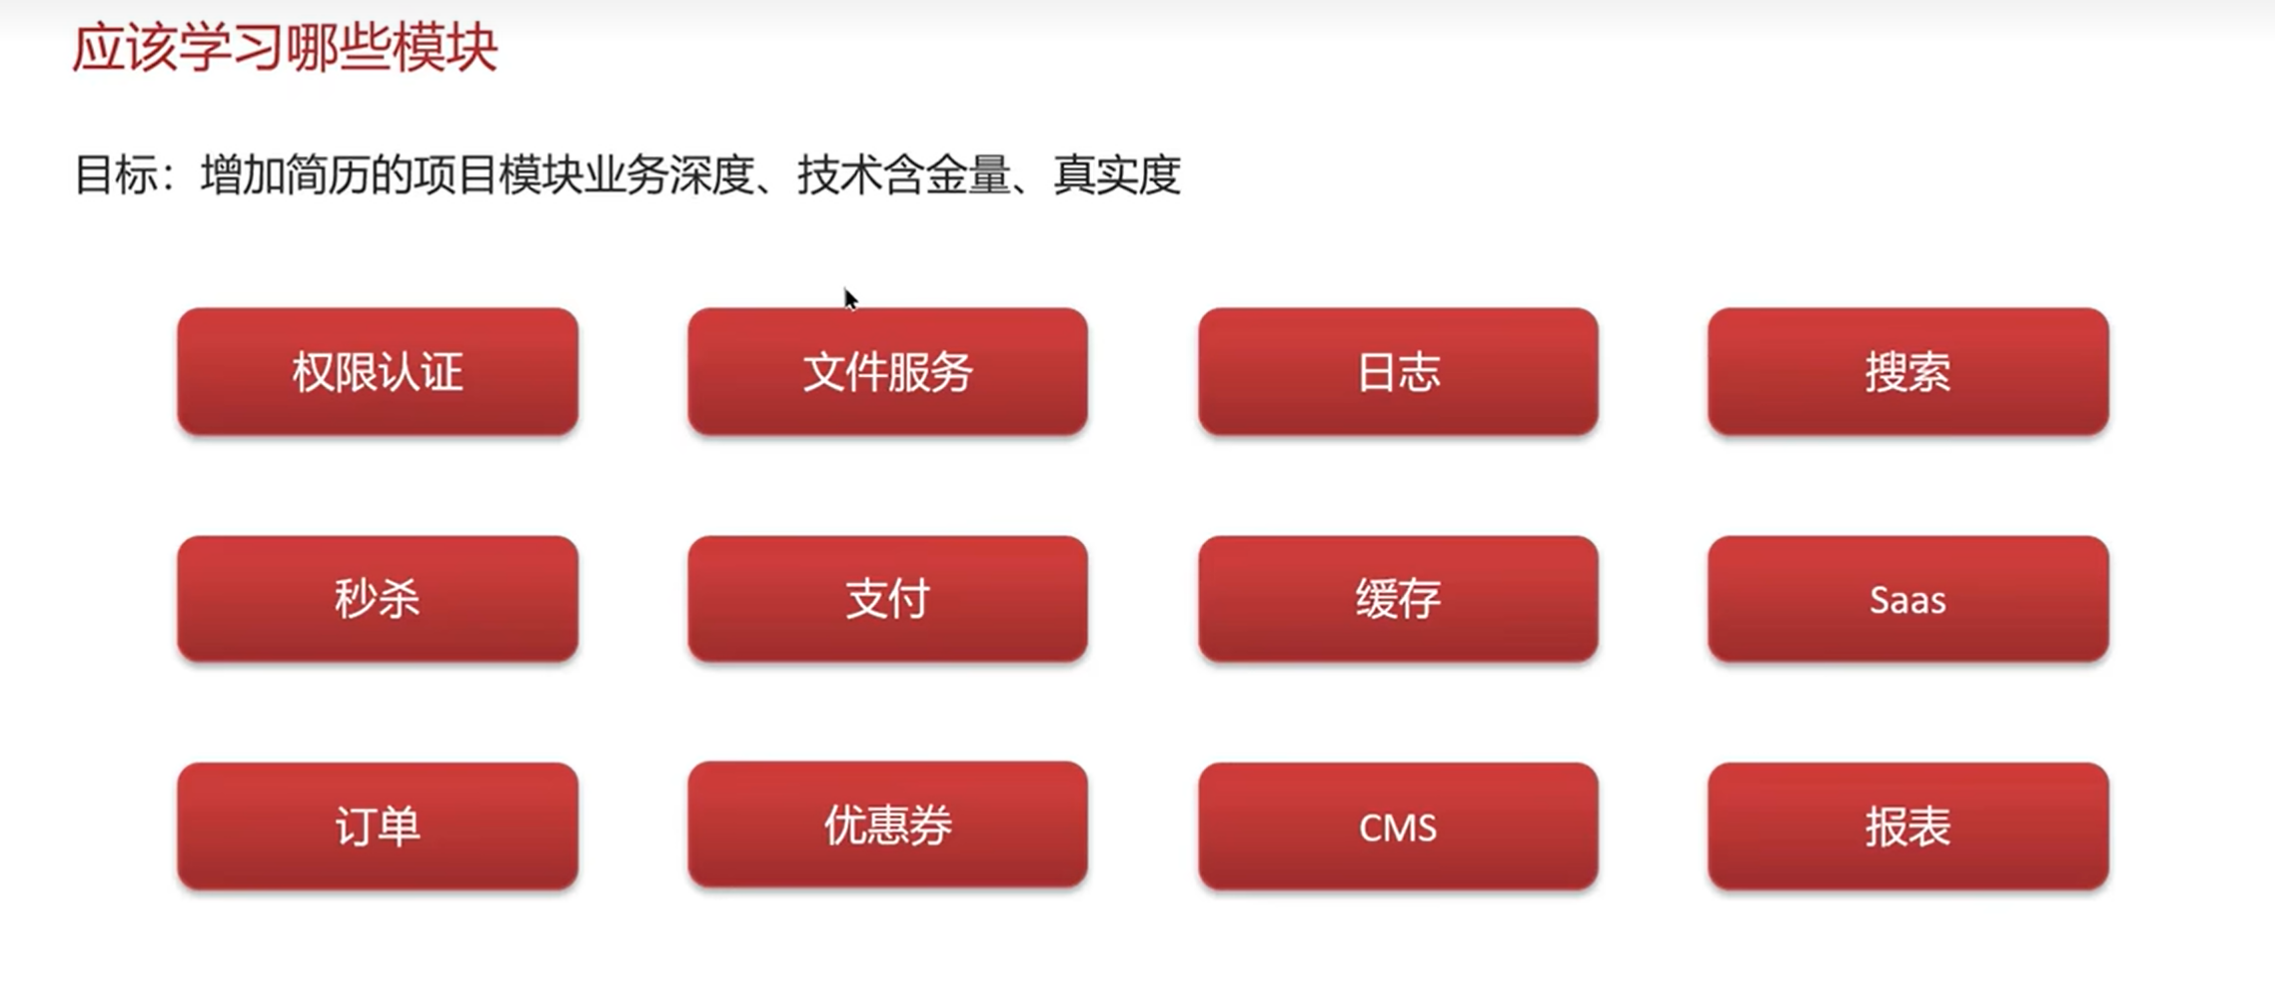 应该学习哪些模块
目标：增加简历的项目模块业务深度、技术含金量、真实度
权限认证
文件服务
日志
搜索
秒杀
支付
缓存
Saas
订单
优惠券
CMS
报表